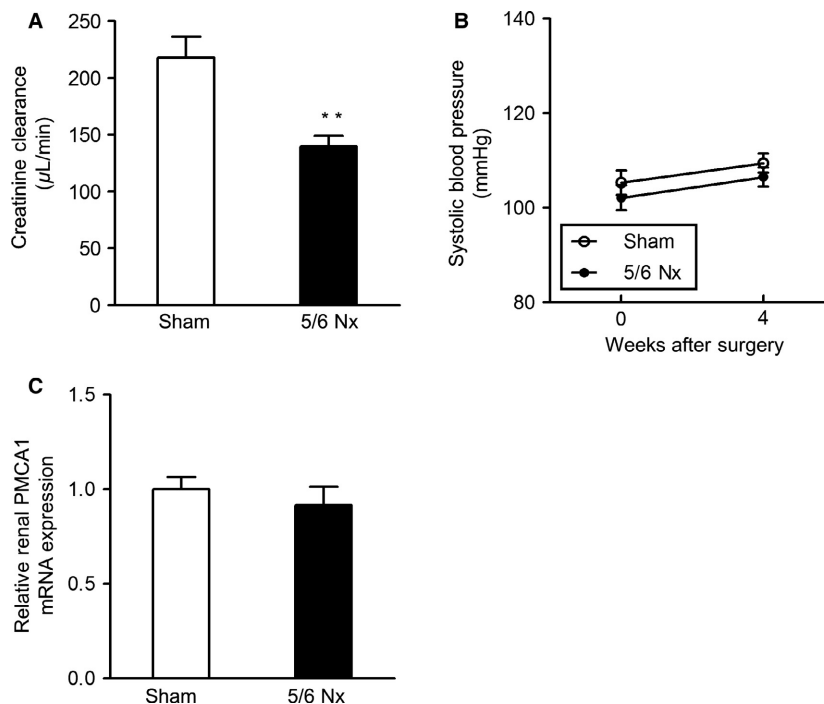 A
Creatinine clearance
(µL/min)
250
200
150
100
50
0
**
Sham
5/6 Nx
B
Systolic blood pressure
(mmHg)
140
120
100
80
Sham
5/6 Nx
0
4
Weeks after surgery
C
Relative renal PMCA1
mRNA expression
1.5
1.0
0.5
0.0
Sham
5/6 Nx